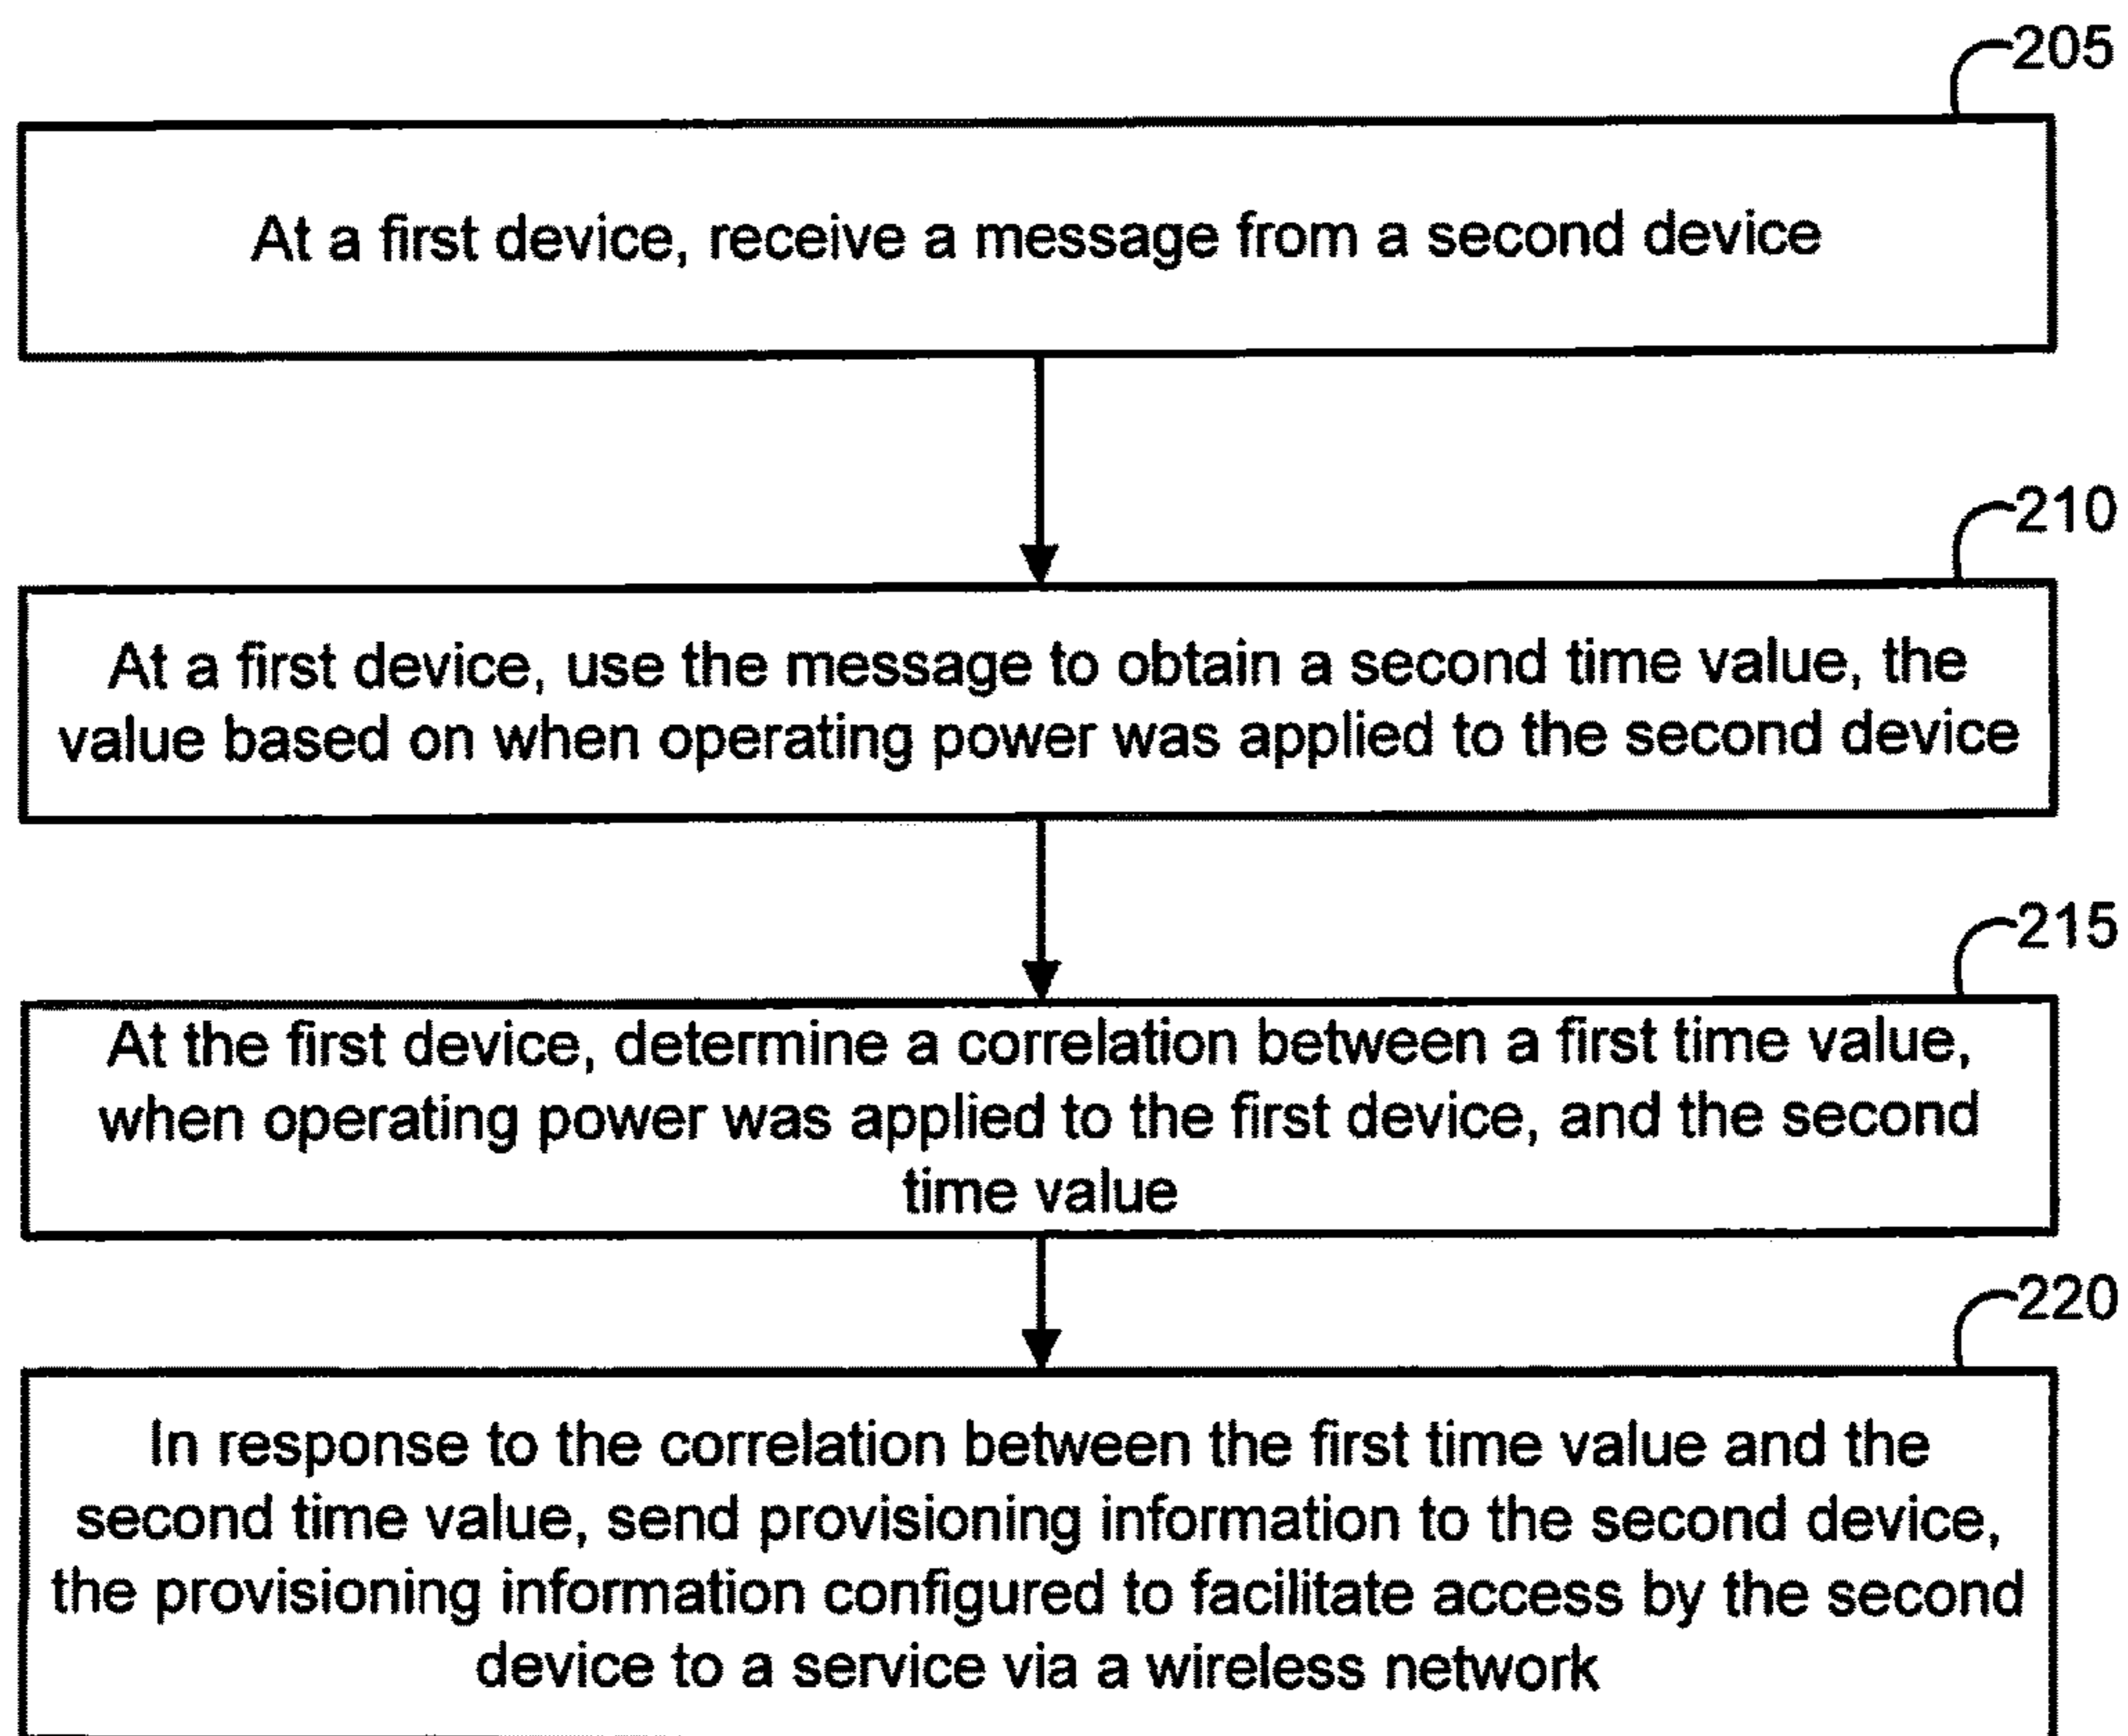 205
At a first device, receive a message from a second device
210
At a first device, use the message to obtain a second time value, the
value based on when operating power was applied to the second device
215
At the first device, determine a correlation between a first time value,
when operating power was applied to the first device, and the second
time value
220
In response to the correlation between the first time value and the
second time value, send provisioning information to the second device,
the provisioning information configured to facilitate access by the second
device to a service via a wireless network